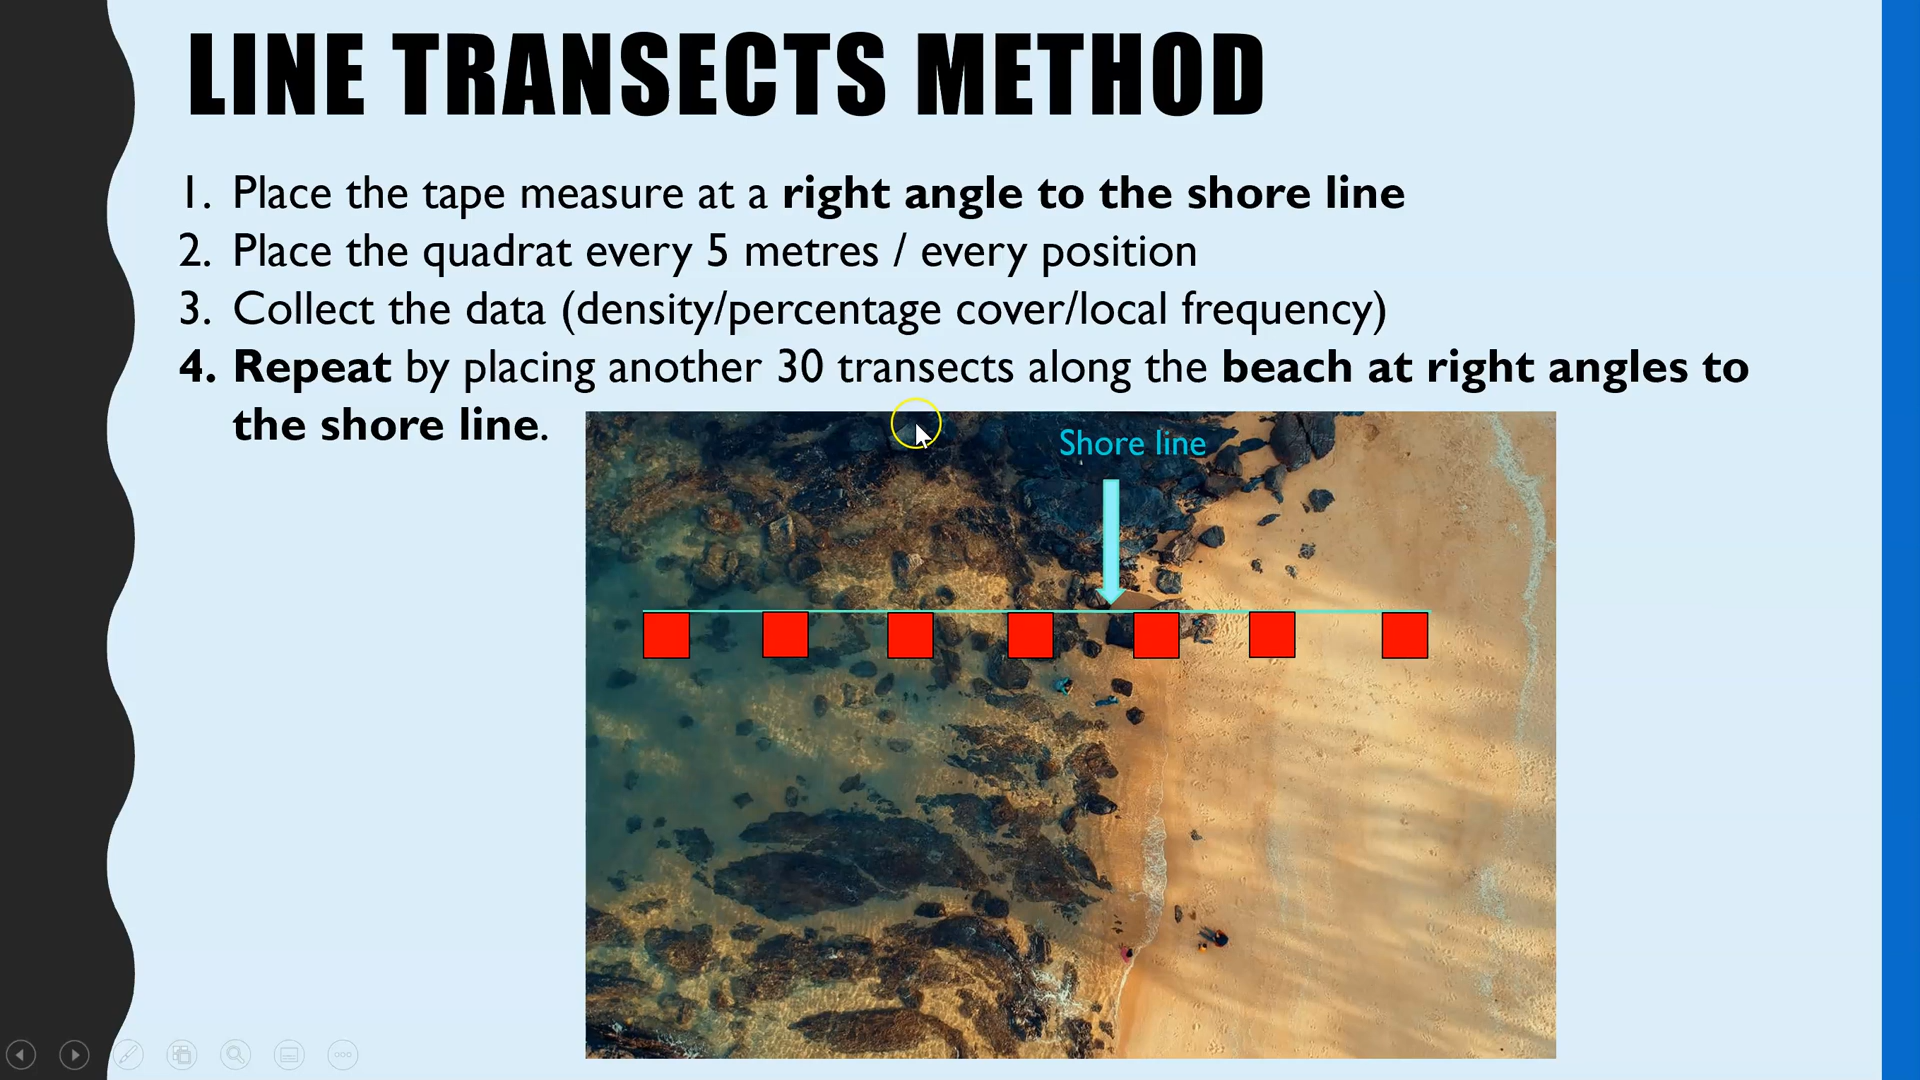 LINE TRANSECTS METHOD
1. Place the tape measure at a right angle to the shore line
2. Place the quadrat every 5 metres / every position
3. Collect the data (density/percentage cover/local frequency)
4. Repeat by placing another 30 transects along the beach at right angles to
the shore line.
Shore line